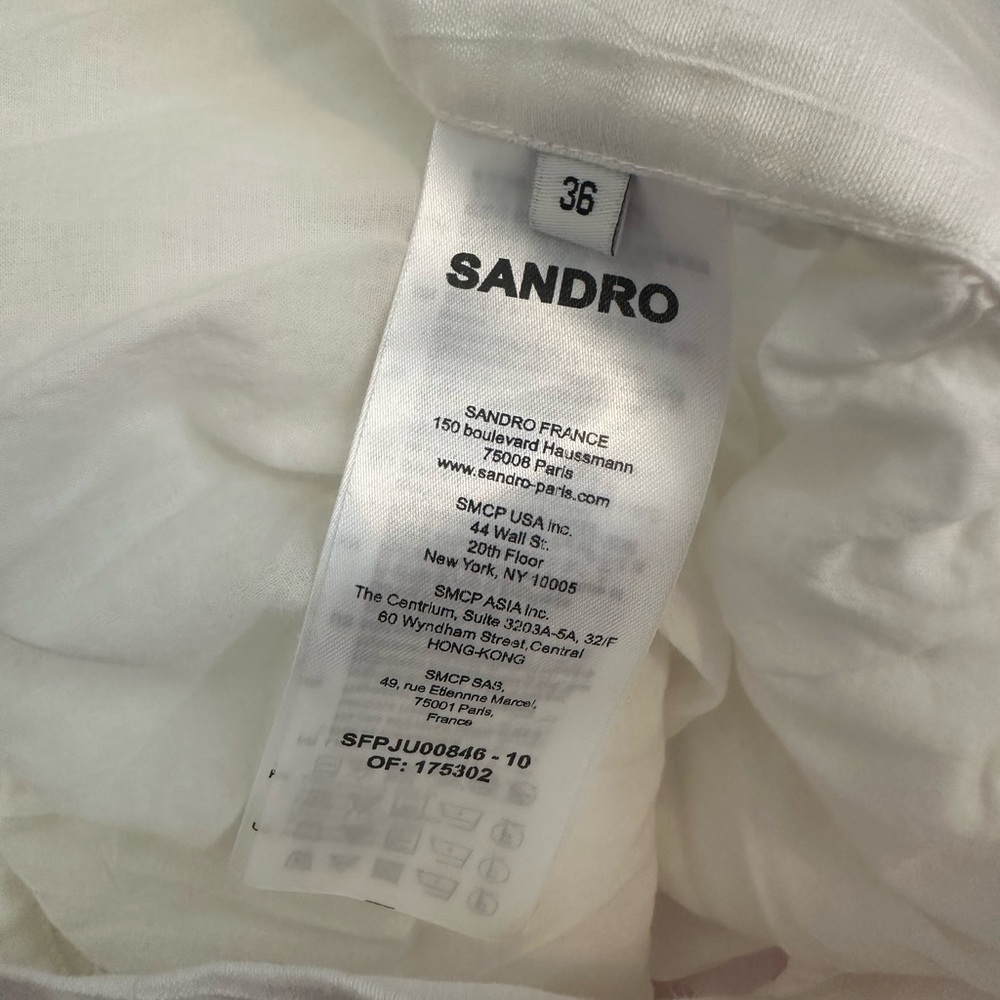 36
SANDRO
SANDRO FRANCE
150 boulevard Haussmann
75008 Paris
www.sandro-paris.com
SMCP USA Inc.
44 Wall St.
20th Floor
New York, NY 10005
SMCP ASIA Inc.
The Centrium, Suite 3203A-5A, 32/F
60 Wyndham Street,Central
HONG-KONG
SMCP SAS,
49, rue Etiennne Marcel,
75001 Paris,
France
SFPJU00846 - 10
OF: 175302